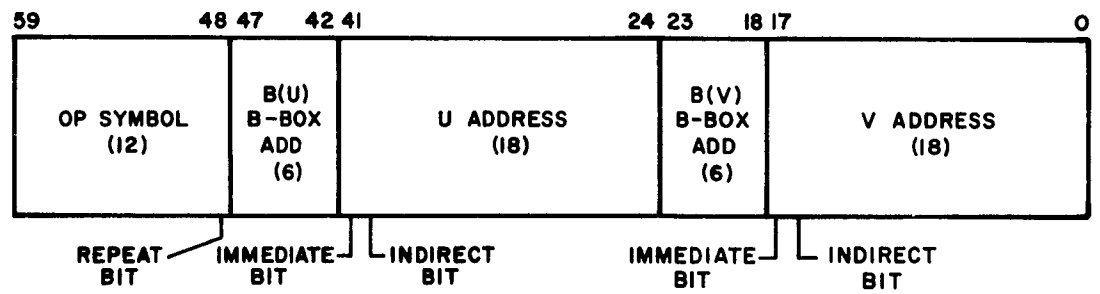 59 48 47 42 41 24 23 18 17 0
OP SYMBOL
(12)
B(U)
B-BOX
ADD
(6)
U ADDRESS
(18)
B(V)
B-BOX
ADD
(6)
V ADDRESS
(18)
REPEAT
BIT
IMMEDIATE
BIT
INDIRECT
BIT
IMMEDIATE
BIT
INDIRECT
BIT